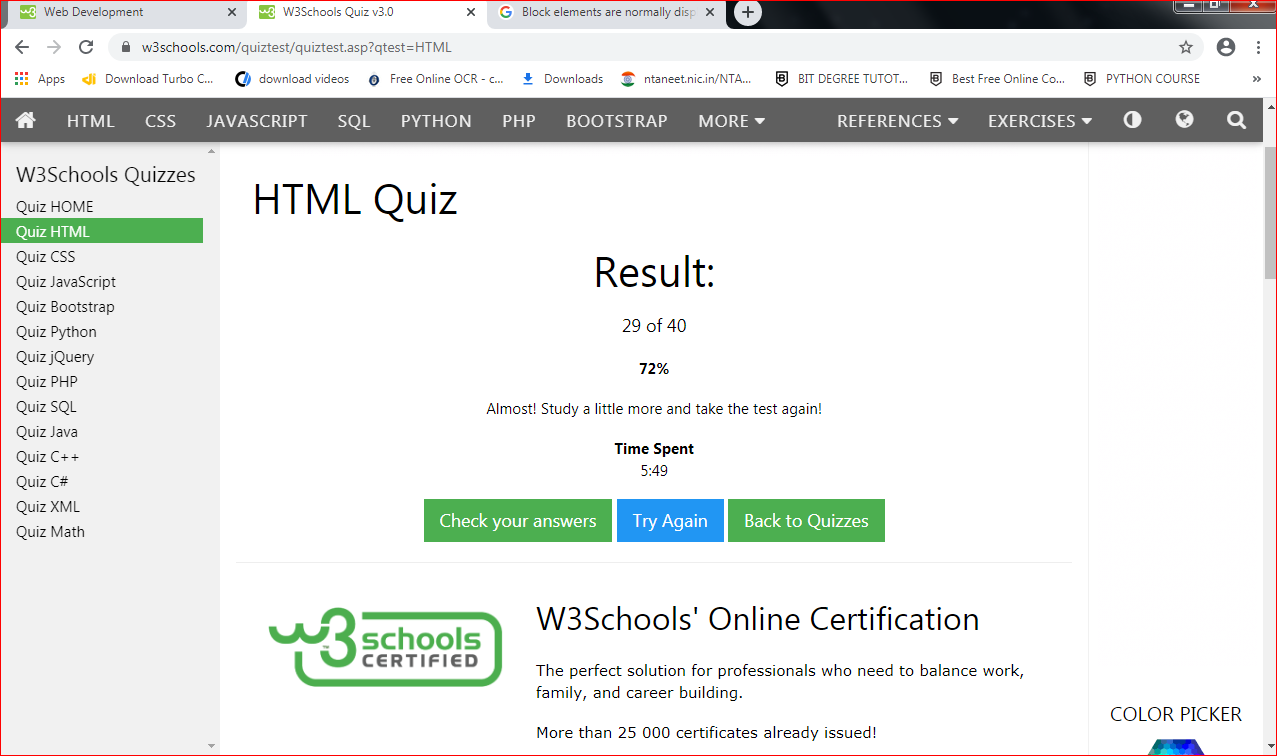 Web Development
W3Schools Quiz v3.0
Block elements are normally disp
w3schools.com/quiztest/quiztest.asp?qtest=HTML
Apps Download Turbo C... download videos Free Online OCR - c... Downloads ntaneet.nic.in/NTA... BIT DEGREE TUTOT... Best Free Online Co... PYTHON COURSE »
HTML CSS JAVASCRIPT SQL PYTHON PHP BOOTSTRAP MORE REFERENCES EXERCISES
W3Schools Quizzes
Quiz HOME
Quiz HTML
Quiz CSS
Quiz JavaScript
Quiz Bootstrap
Quiz Python
Quiz jQuery
Quiz PHP
Quiz SQL
Quiz Java
Quiz C++
Quiz C#
Quiz XML
Quiz Math
HTML Quiz
Result:
29 of 40
72%
Almost! Study a little more and take the test again!
Time Spent
5:49
Check your answers Try Again Back to Quizzes
w3schools
CERTIFIED
W3Schools' Online Certification
The perfect solution for professionals who need to balance work,
family, and career building.
More than 25 000 certificates already issued!
COLOR PICKER